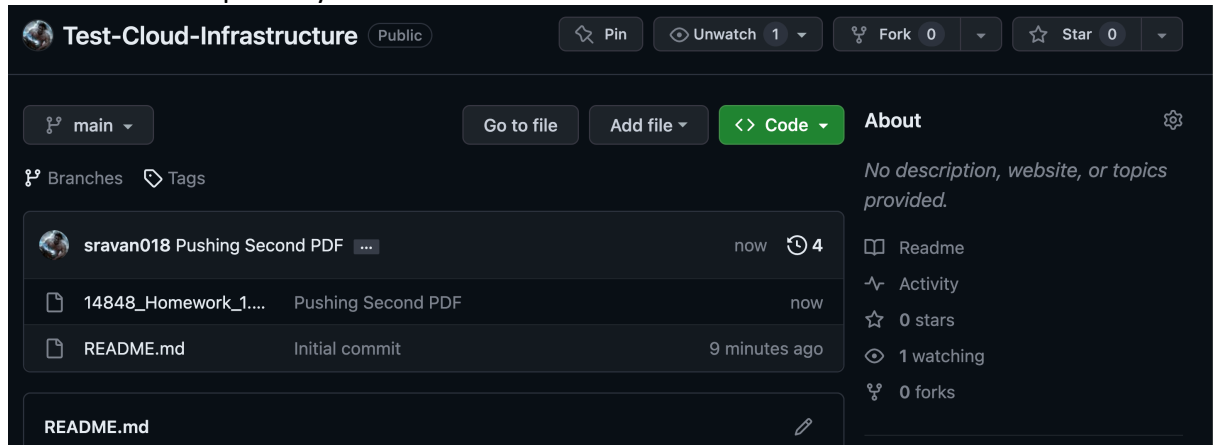 Test-Cloud-Infrastructure Public Pin Unwatch 1 Fork 0 Star 0
main Go to file Add file <> Code
Branches Tags
sravan018 Pushing Second PDF ... now 4
14848_Homework_1.... Pushing Second PDF now
README.md Initial commit 9 minutes ago
README.md
About
No description, website, or topics
provided.
Readme
Activity
0 stars
1 watching
0 forks